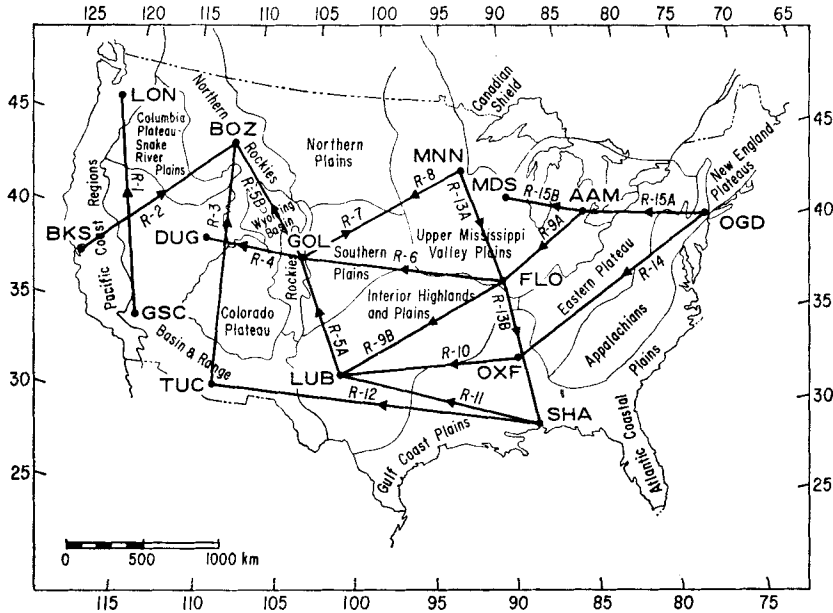 125 120 115 110 105 100 95 90 85 80 75 70 65
45
40
35
30
25
45
40
35
30
25
115 110 105 100 95 90 85 80 75
LON
BOZ
MNN
MDS
AAM
OGD
BKS
DUG
GOL
FLO
GSC
TUC
LUB
OXF
SHA
R-1
R-2
R-3
R-4
R-5A
R-5B
R-6
R-7
R-8
R-9A
R-9B
R-10
R-11
R-12
R-13A
R-13B
R-14
R-15A
R-15B
Columbia
Plateau-
Snake
River
Plains
Northern
Rockies
Northern
Plains
Canadian
Shield
New England
Plateaus
Pacific Coast Regions
Wyoming
Basin
Southern
Plains
Rockies
Upper Mississippi
Valley Plains
Interior Highlands
and Plains
Eastern Plateau
Appalachians
Colorado
Plateau
Basin & Range
Gulf Coast Plains
Atlantic Coastal
Plains
0 500 1000 km